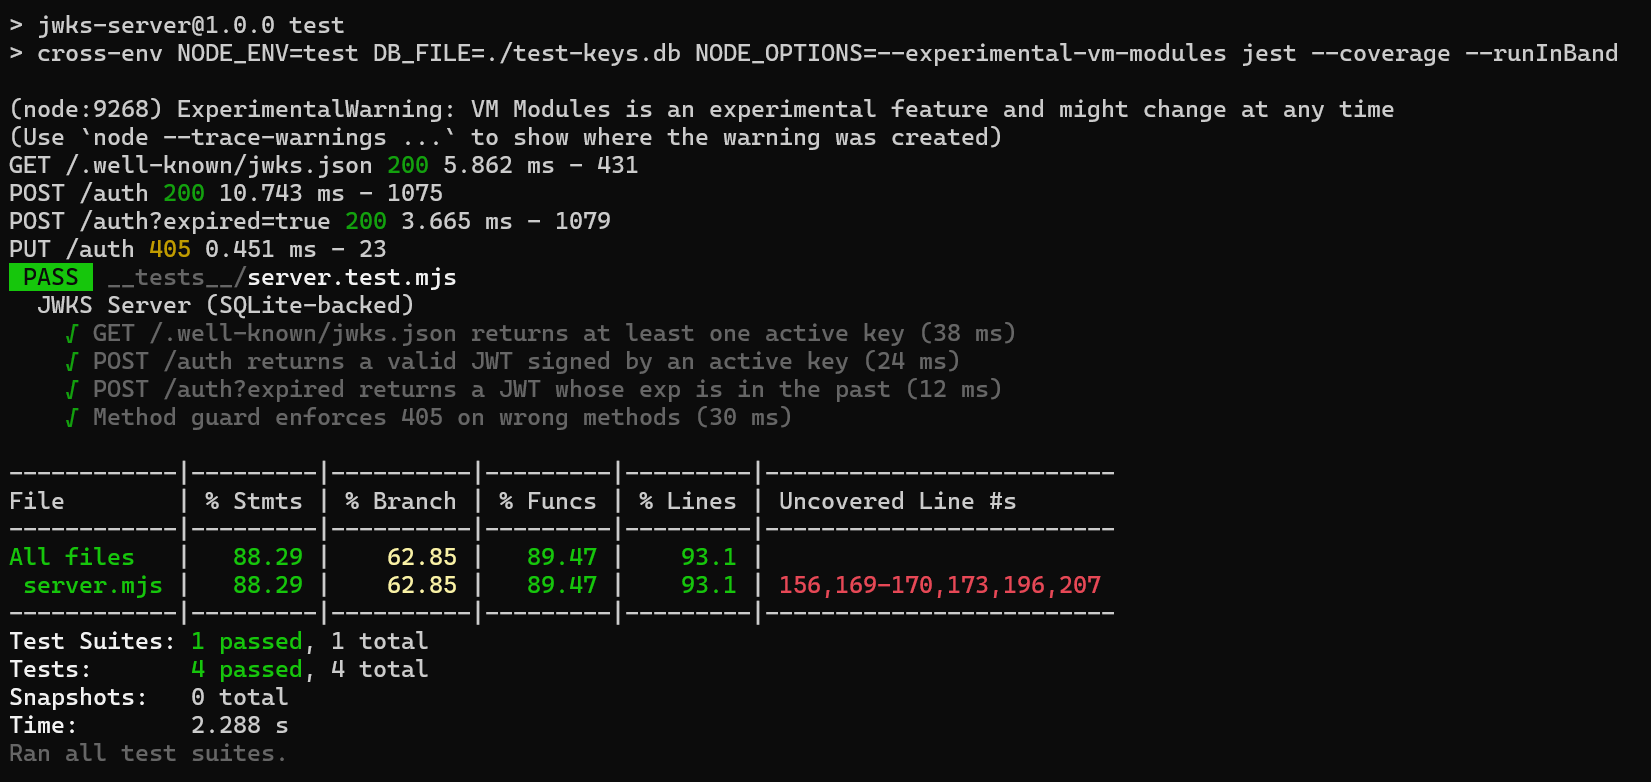 > jwks-server@1.0.0 test
> cross-env NODE_ENV=test DB_FILE=./test-keys.db NODE_OPTIONS=--experimental-vm-modules jest --coverage --runInBand

(node:9268) ExperimentalWarning: VM Modules is an experimental feature and might change at any time
(Use `node --trace-warnings ...` to show where the warning was created)
GET /.well-known/jwks.json 200 5.862 ms - 431
POST /auth 200 10.743 ms - 1075
POST /auth?expired=true 200 3.665 ms - 1079
PUT /auth 405 0.451 ms - 23
 PASS  __tests__/server.test.mjs
  JWKS Server (SQLite-backed)
    √ GET /.well-known/jwks.json returns at least one active key (38 ms)
    √ POST /auth returns a valid JWT signed by an active key (24 ms)
    √ POST /auth?expired returns a JWT whose exp is in the past (12 ms)
    √ Method guard enforces 405 on wrong methods (30 ms)

------------|---------|----------|---------|---------|-------------------------
File        | % Stmts | % Branch | % Funcs | % Lines | Uncovered Line #s
------------|---------|----------|---------|---------|-------------------------
All files   |   88.29 |    62.85 |   89.47 |    93.1 |
 server.mjs |   88.29 |    62.85 |   89.47 |    93.1 | 156,169-170,173,196,207
------------|---------|----------|---------|---------|-------------------------
Test Suites: 1 passed, 1 total
Tests:       4 passed, 4 total
Snapshots:   0 total
Time:        2.288 s
Ran all test suites.